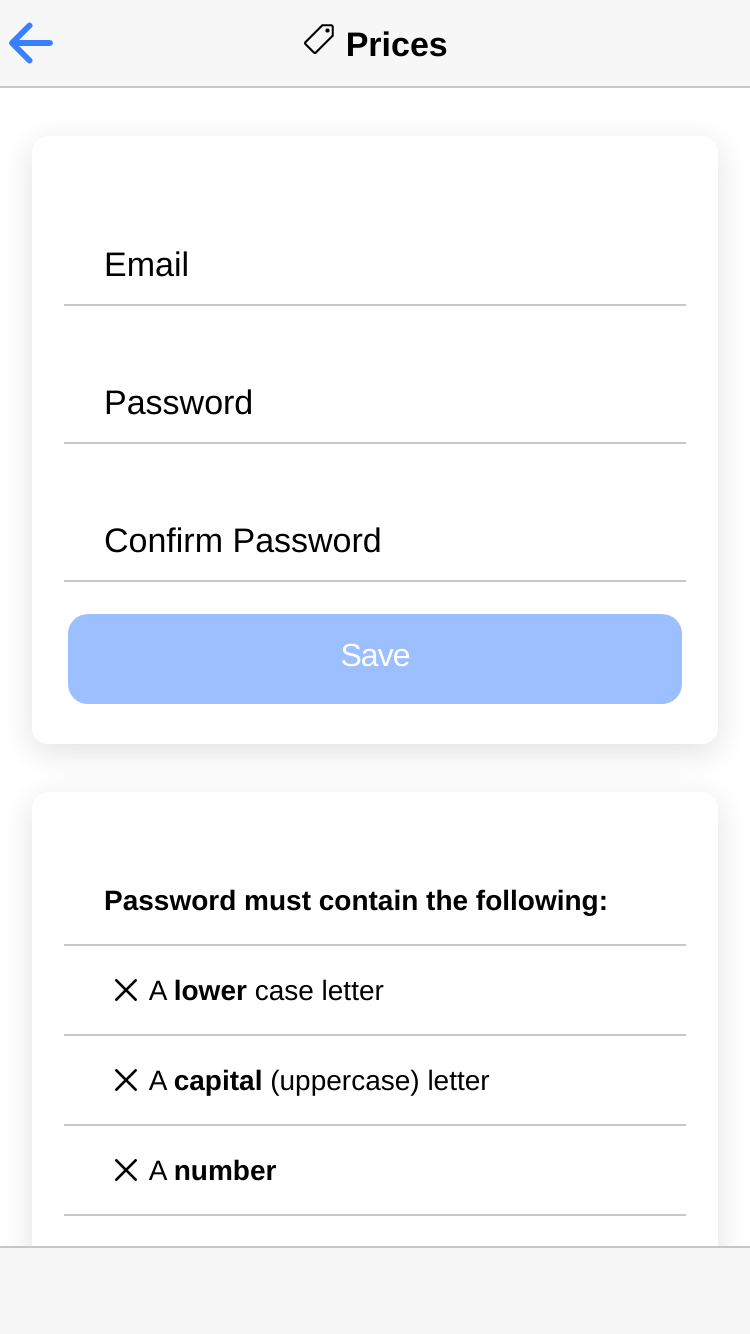 Prices
Email
Password
Confirm Password
Save
Password must contain the following:
A lower case letter
A capital (uppercase) letter
A number